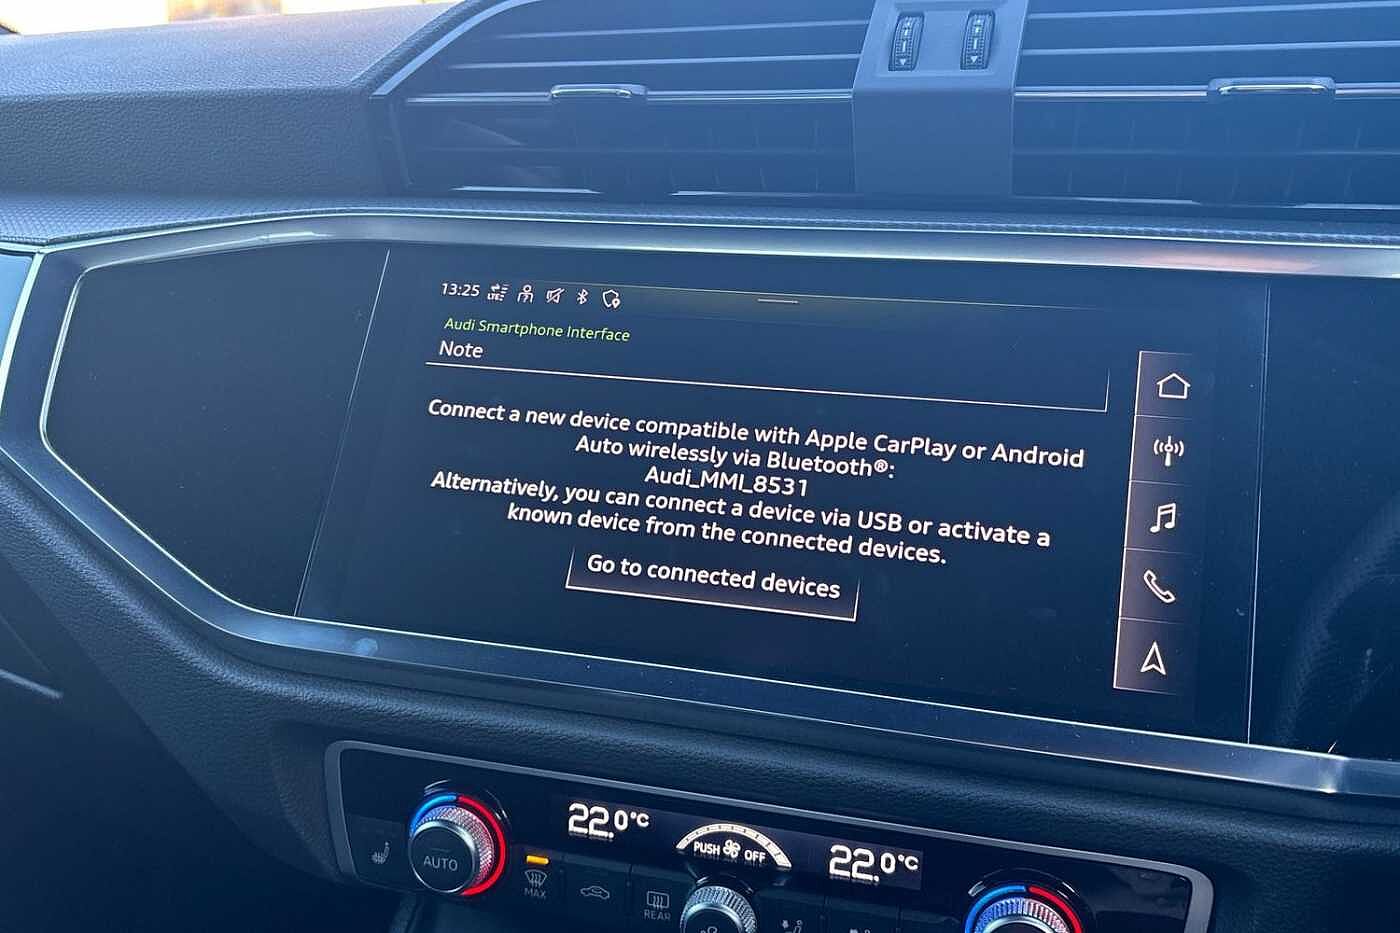 13:25 LTE
Audi Smartphone Interface
Note
Connect a new device compatible with Apple CarPlay or Android
Auto wirelessly via Bluetooth®:
Audi_MMI_8531
Alternatively, you can connect a device via USB or activate a
known device from the connected devices.
Go to connected devices
22.0°C
PUSH OFF
22.0°C
AUTO
MAX
REAR